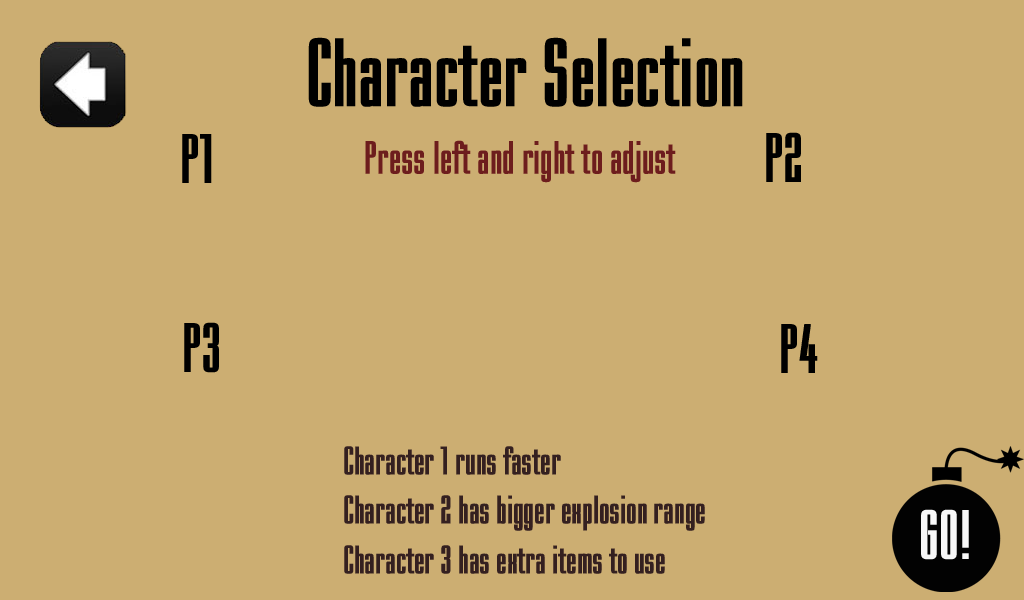 Character Selection
P1
Press left and right to adjust
P2
P3
P4
Character 1 runs faster
Character 2 has bigger explosion range
Character 3 has extra items to use
GO!